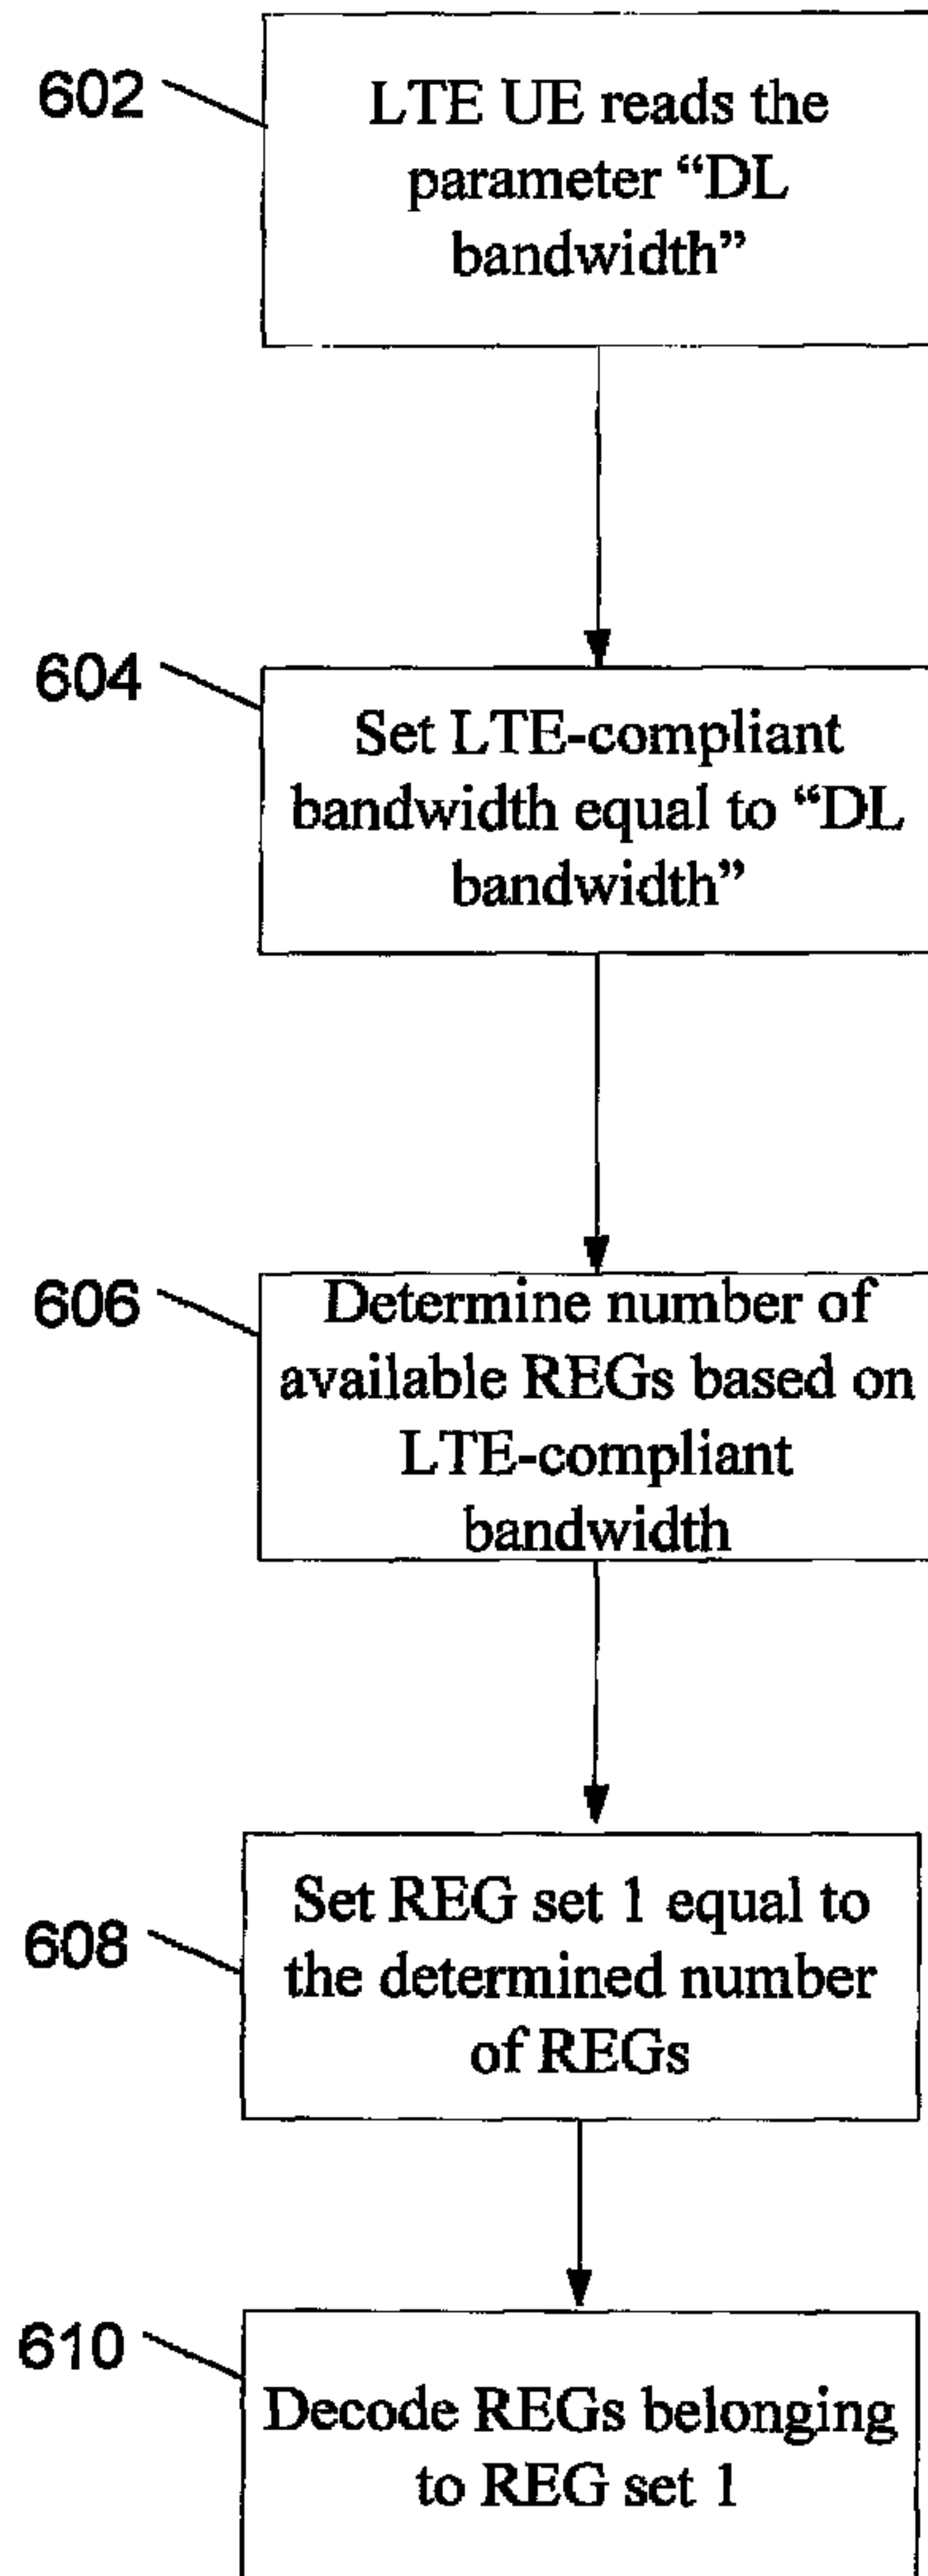 602
LTE UE reads the
parameter “DL
bandwidth”
604
Set LTE-compliant
bandwidth equal to “DL
bandwidth”
606
Determine number of
available REGs based on
LTE-compliant
bandwidth
608
Set REG set 1 equal to
the determined number
of REGs
610
Decode REGs belonging
to REG set 1